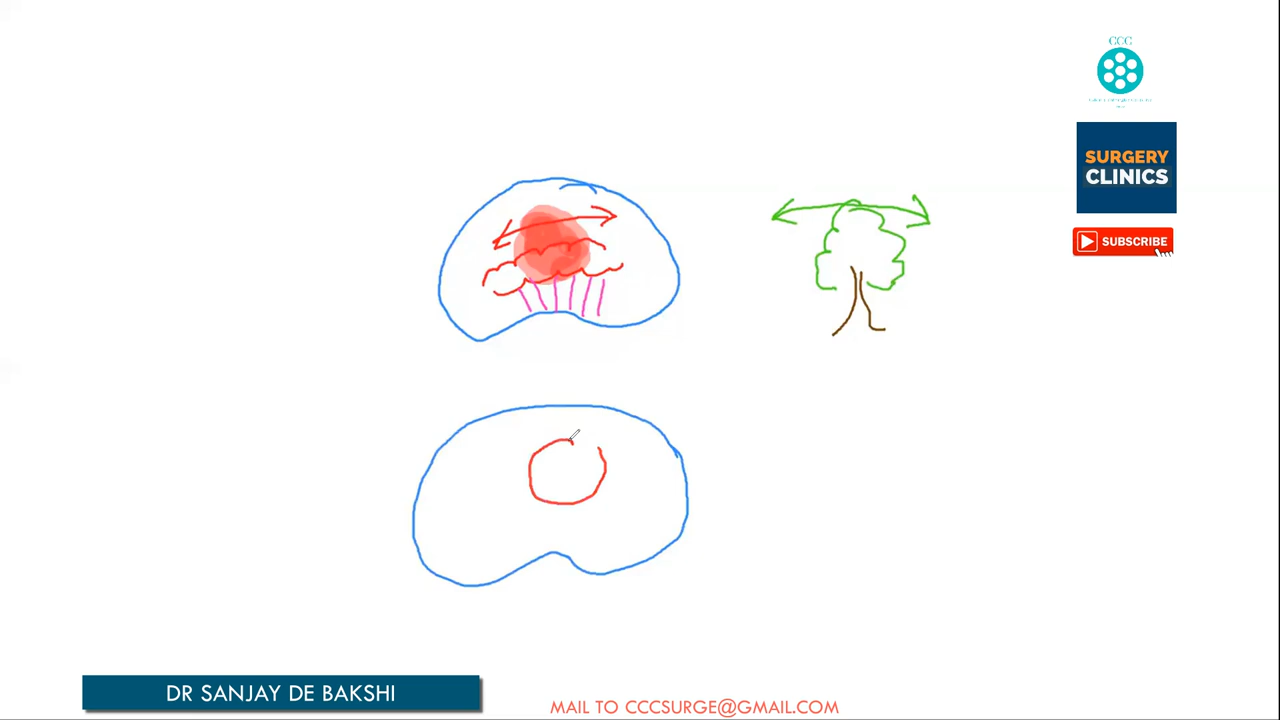 CCC
SURGERY
CLINICS
SUBSCRIBE
DR SANJAY DE BAKSHI
MAIL TO CCCSURGE@GMAIL.COM